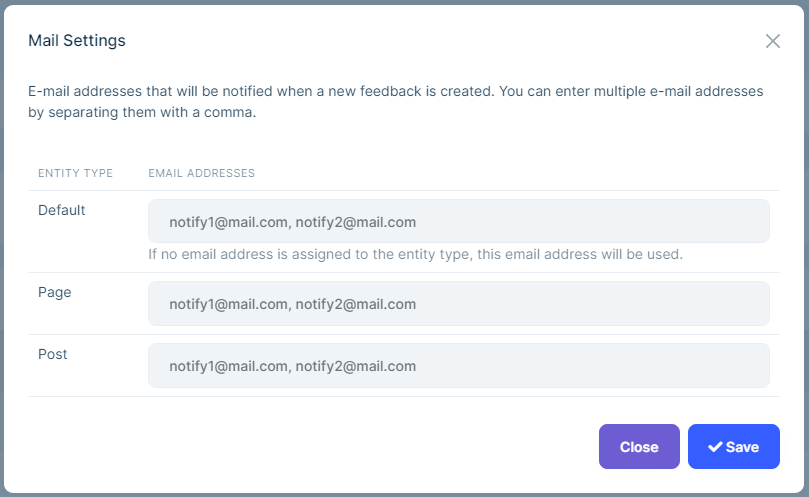 Mail Settings
E-mail addresses that will be notified when a new feedback is created. You can enter multiple e-mail addresses
by separating them with a comma.
ENTITY TYPE EMAIL ADDRESSES
Default
notify1@mail.com, notify2@mail.com
If no email address is assigned to the entity type, this email address will be used.
Page
notify1@mail.com, notify2@mail.com
Post
notify1@mail.com, notify2@mail.com
Close Save